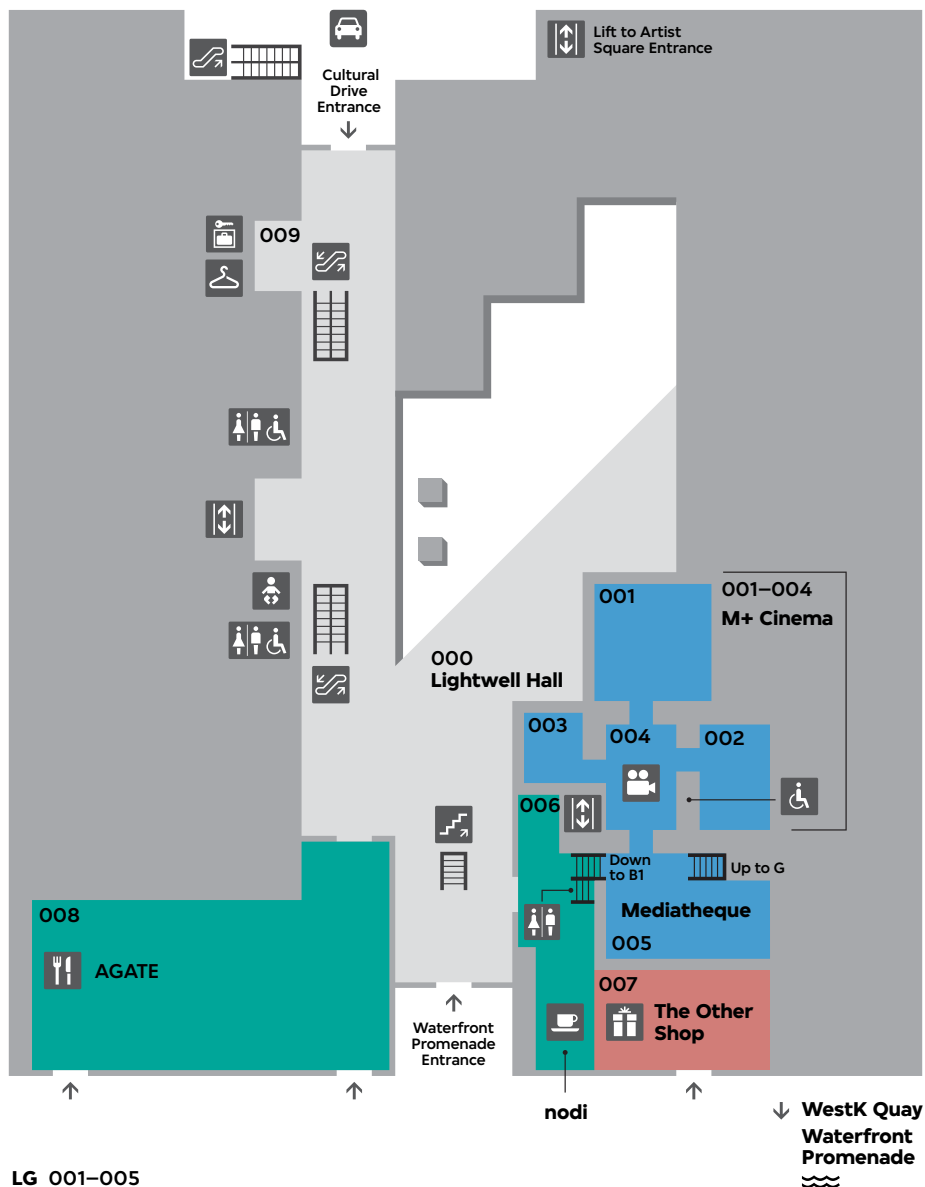 Lift to Artist
Square Entrance
Cultural
Drive
Entrance
009
001
001–004
M+ Cinema
000
Lightwell Hall
003
004
002
006
Down
to B1
Up to G
Mediatheque
005
008
AGATE
007
The Other
Shop
Waterfront
Promenade
Entrance
nodi
WestK Quay
Waterfront
Promenade
LG 001–005